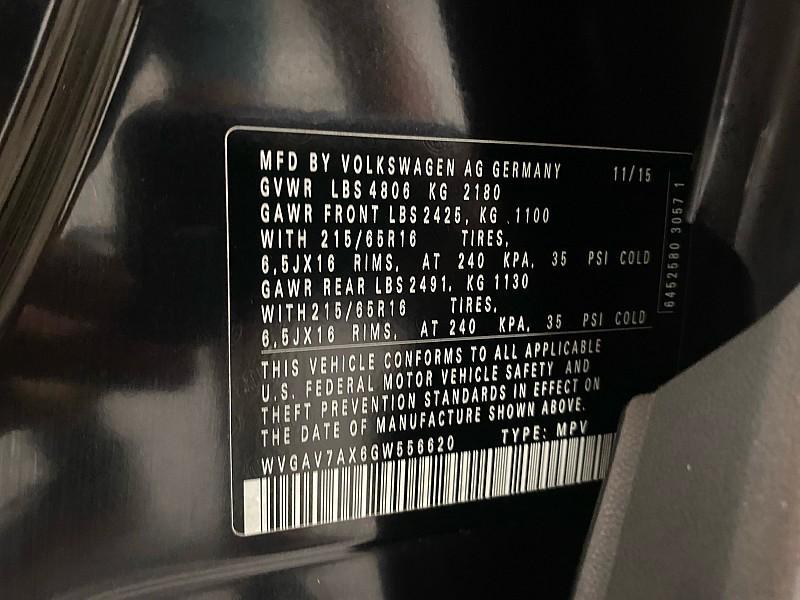 MFD BY VOLKSWAGEN AG GERMANY 11/15
GVWR LBS 4806 KG 2180
GAWR FRONT LBS 2425, KG 1100
WITH 215/65R16 TIRES,
6,5JX16 RIMS, AT 240 KPA, 35 PSI COLD
GAWR REAR LBS 2491, KG 1130
WITH 215/65R16 TIRES,
6,5JX16 RIMS, AT 240 KPA, 35 PSI COLD
THIS VEHICLE CONFORMS TO ALL APPLICABLE
U.S. FEDERAL MOTOR VEHICLE SAFETY AND
THEFT PREVENTION STANDARDS IN EFFECT ON
THE DATE OF MANUFACTURE SHOWN ABOVE.
WVGAV7AX6GW556620 TYPE: MPV
6452580 3057 1